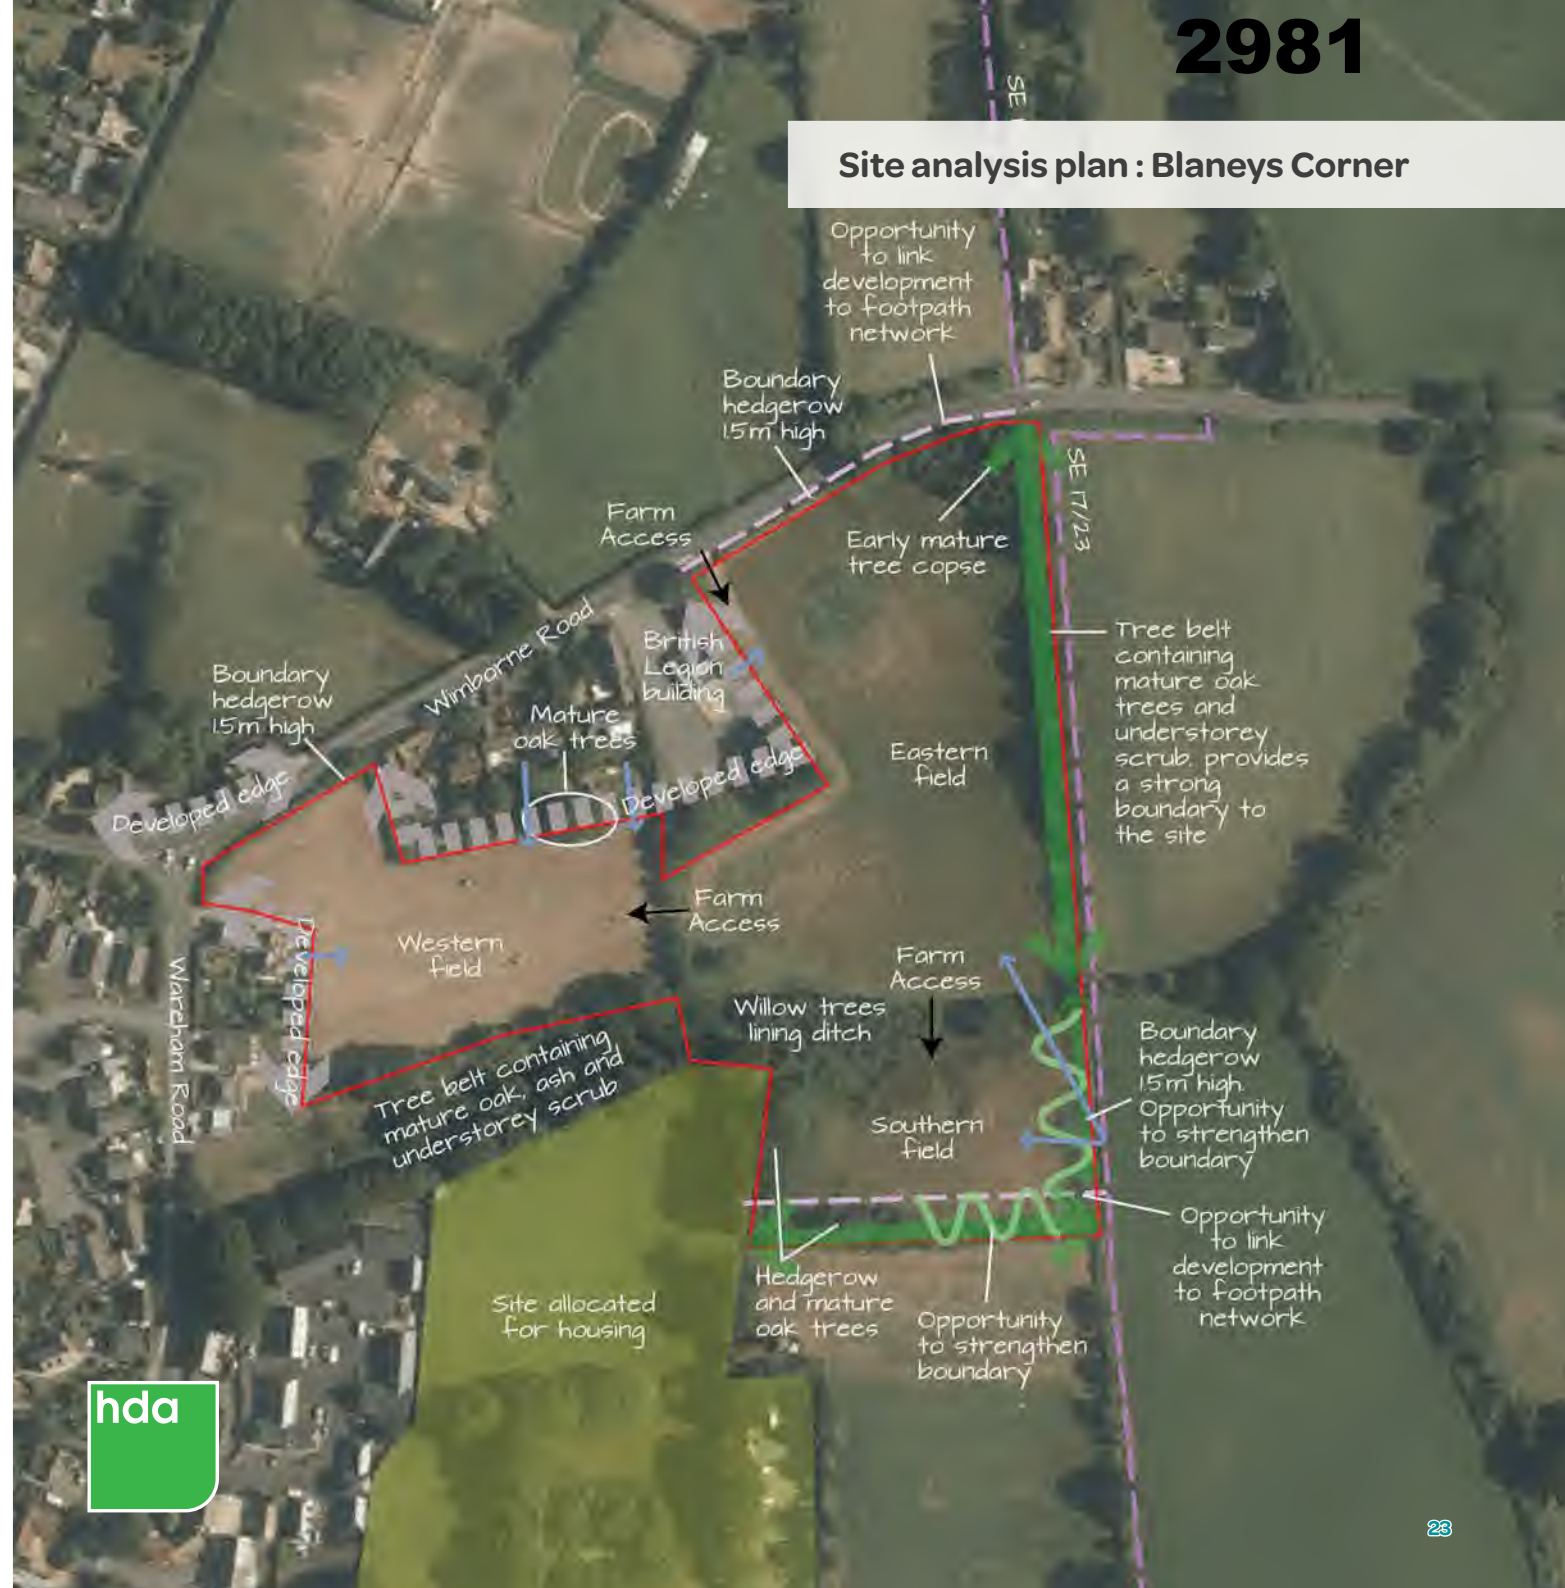 2981
SE
Site analysis plan : Blaneys Corner
Opportunity
to link
development
to footpath
network
Boundary
hedgerow
1.5m high
Farm
Access
Early mature
tree copse
SE 17/23
Tree belt
containing
mature oak
trees and
understorey
scrub. provides
a strong
boundary to
the site
Wimborne Road
British
Legion
building
Boundary
hedgerow
1.5m high
Mature
oak trees
Eastern
field
Developed edge
Developed edge
Farm
Access
Western
field
Developed edge
Wareham Road
Farm
Access
Willow trees
lining ditch
Tree belt containing
mature oak, ash and
understorey scrub
Boundary
hedgerow
1.5m high.
Opportunity
to strengthen
boundary
Southern
field
Opportunity
to link
development
to footpath
network
Hedgerow
and mature
oak trees
Site allocated
for housing
Opportunity
to strengthen
boundary
hda
23